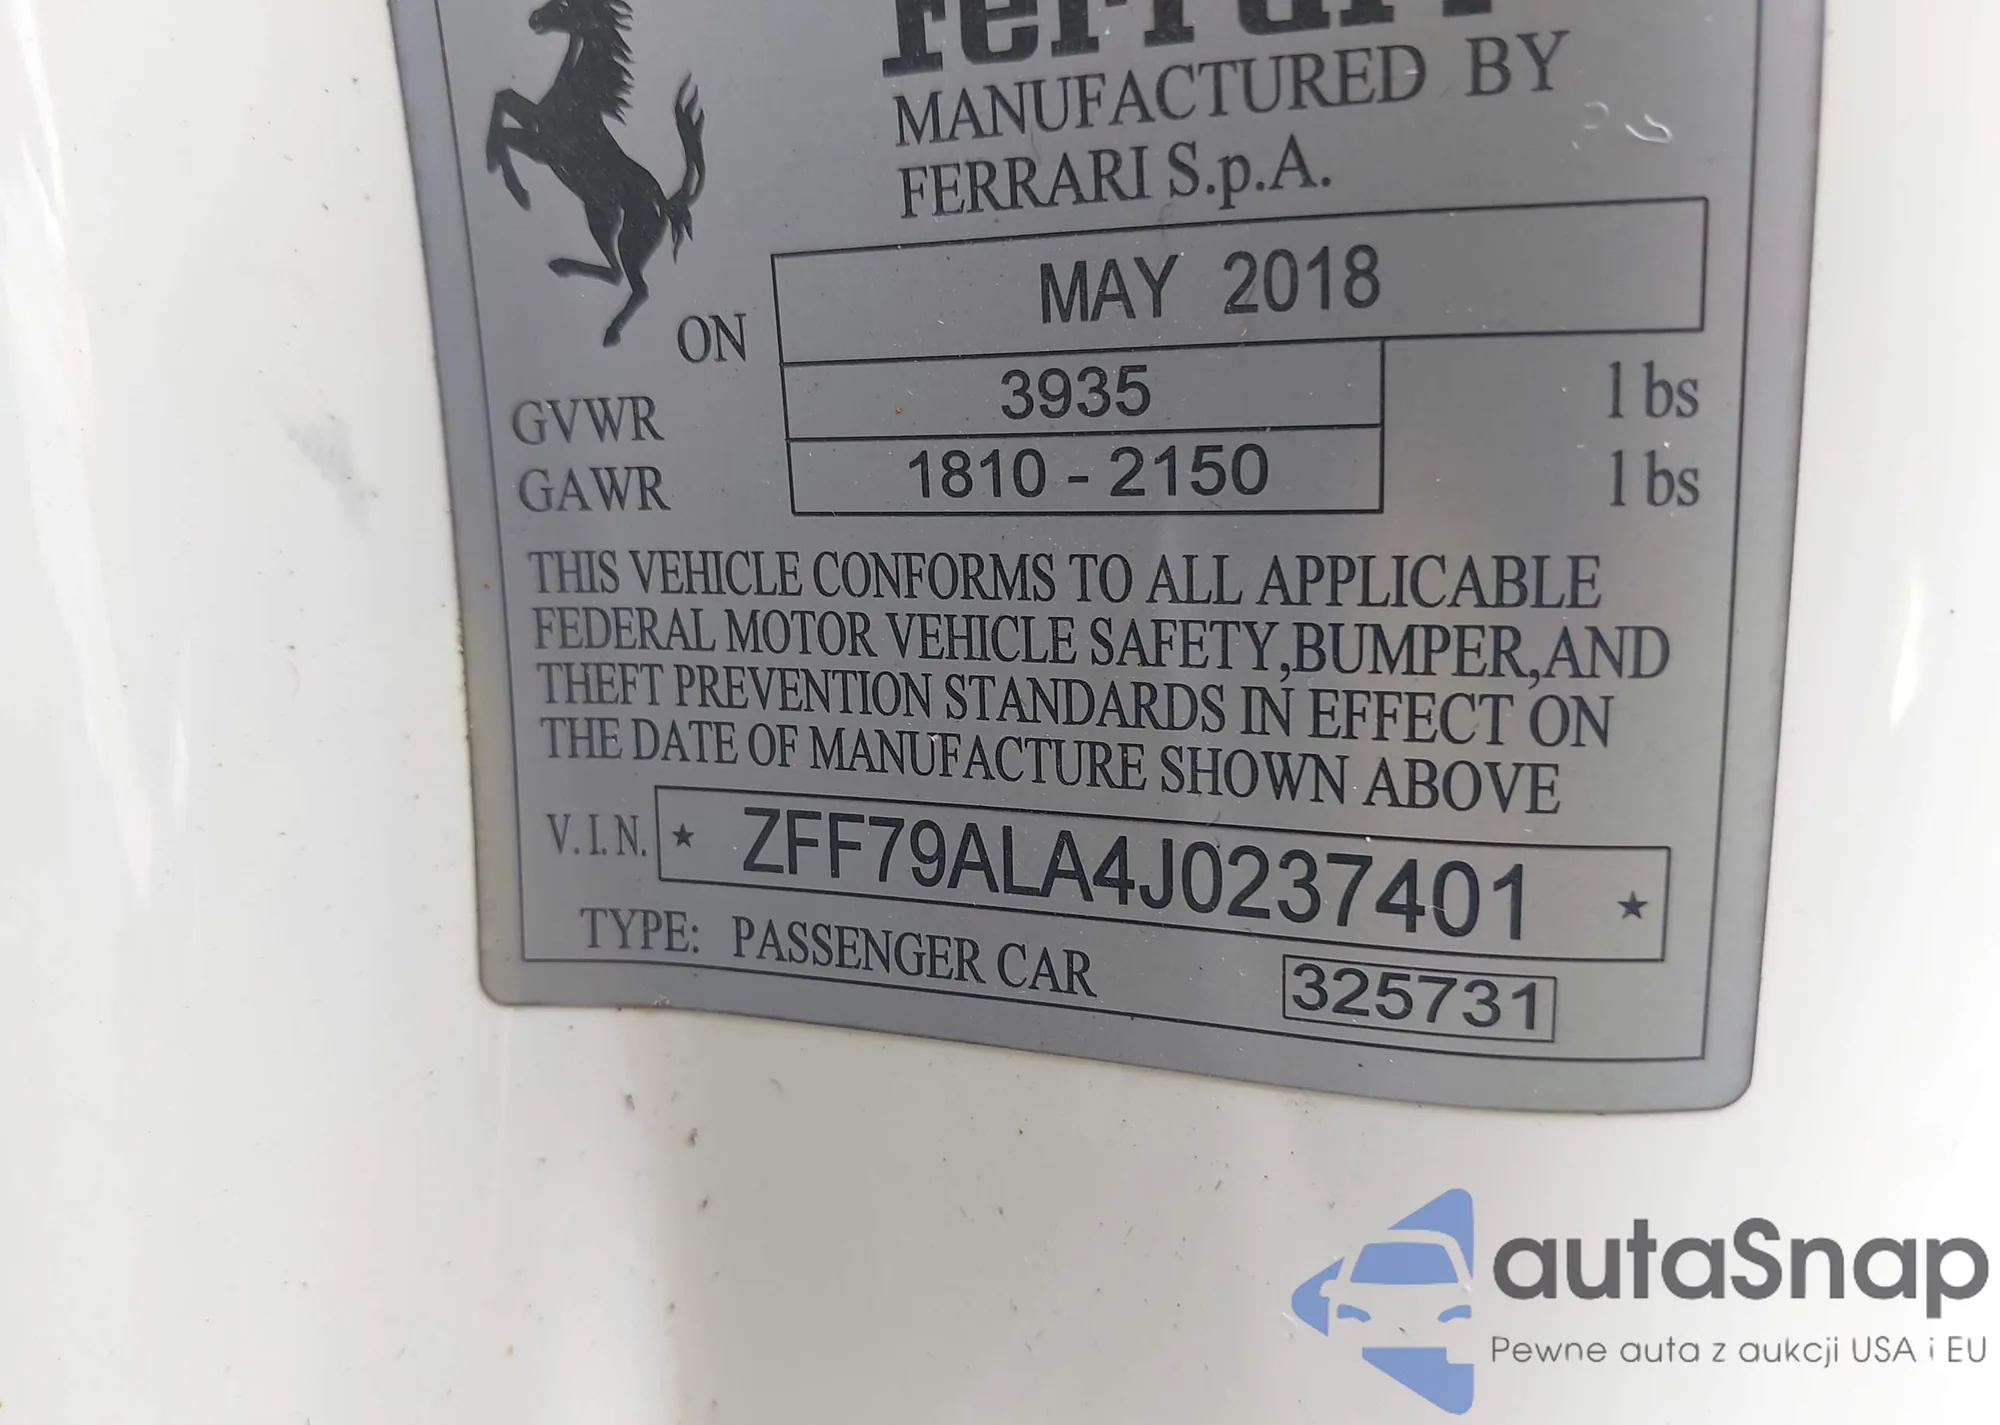 Ferrari
MANUFACTURED BY
FERRARI S.p.A.
ON MAY 2018
GVWR 3935 lbs
GAWR 1810 - 2150 lbs
THIS VEHICLE CONFORMS TO ALL APPLICABLE
FEDERAL MOTOR VEHICLE SAFETY,BUMPER,AND
THEFT PREVENTION STANDARDS IN EFFECT ON
THE DATE OF MANUFACTURE SHOWN ABOVE
V.I.N. ★ ZFF79ALA4J0237401 ★
TYPE: PASSENGER CAR 325731
autaSnap
Pewne auta z aukcji USA i EU